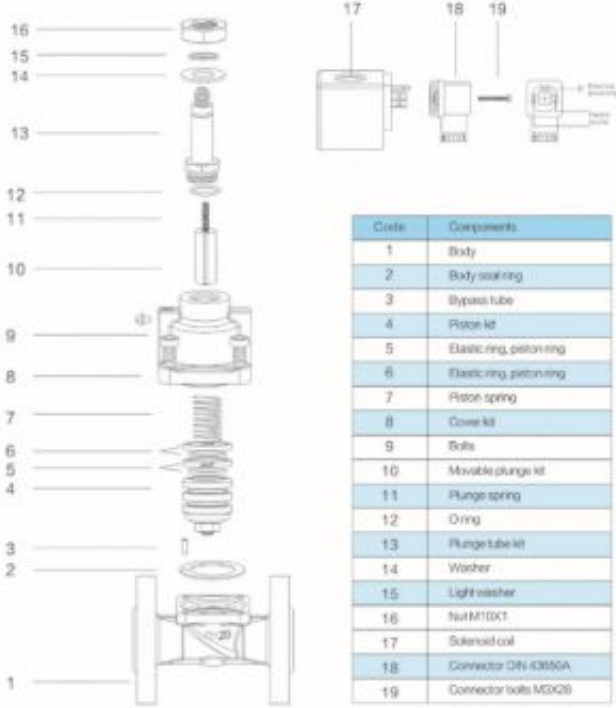 17
18
19
16
15
14
13
12
11
10
9
8
7
6
5
4
3
2
1
20
Code Components
1 Body
2 Body seal ring
3 Bypass tube
4 Piston kit
5 Elastic ring, piston ring
6 Elastic ring, piston ring
7 Piston spring
8 Cover kit
9 Bolts
10 Movable plunge kit
11 Plunge spring
12 O ring
13 Plunge tube kit
14 Washer
15 Light washer
16 Nut M10X1
17 Solenoid coil
18 Connector DIN 43650A
19 Connector bolts M3X28